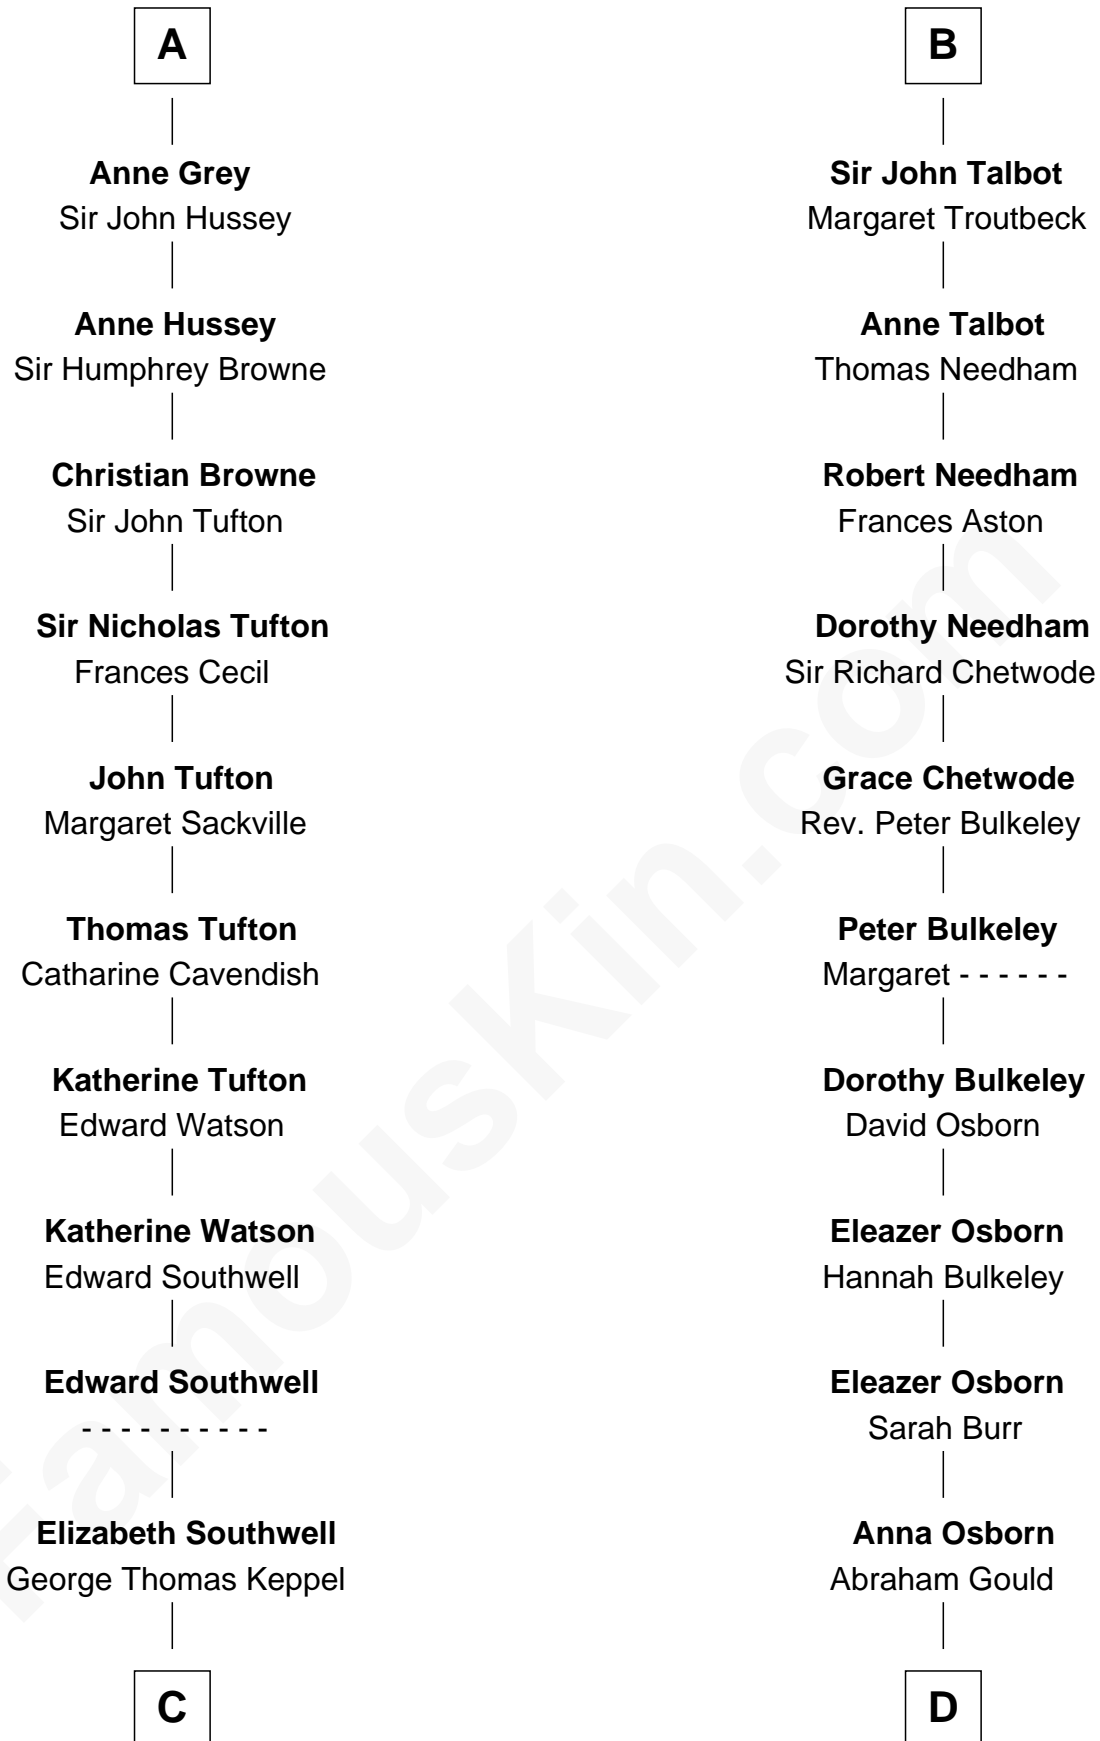 A
Anne Grey
Sir John Hussey
Anne Hussey
Sir Humphrey Browne
Christian Browne
Sir John Tufton
Sir Nicholas Tufton
Frances Cecil
John Tufton
Margaret Sackville
Thomas Tufton
Catharine Cavendish
Katherine Tufton
Edward Watson
Katherine Watson
Edward Southwell
Edward Southwell
- - - - - - - - - -
Elizabeth Southwell
George Thomas Keppel
C
B
Sir John Talbot
Margaret Troutbeck
Anne Talbot
Thomas Needham
Robert Needham
Frances Aston
Dorothy Needham
Sir Richard Chetwode
Grace Chetwode
Rev. Peter Bulkeley
Peter Bulkeley
Margaret - - - - - -
Dorothy Bulkeley
David Osborn
Eleazer Osborn
Hannah Bulkeley
Eleazer Osborn
Sarah Burr
Anna Osborn
Abraham Gould
D
FamousKin.com